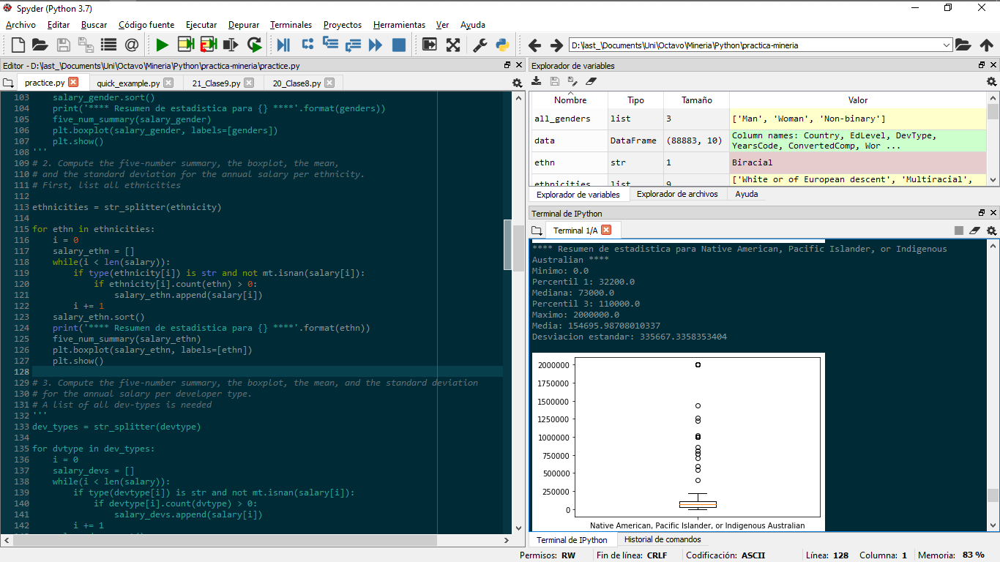 Spyder (Python 3.7)
Archivo Editar Buscar Código fuente Ejecutar Depurar Terminales Proyectos Herramientas Ver Ayuda
D:\last_\Documents\Uni\Octavo\Mineria\Python\practica-mineria
Editor - D:\last_\Documents\Uni\Octavo\Mineria\Python\practica-mineria\practice.py
practice.py quick_example.py 21_Clase9.py 20_Clase8.py
103 salary_gender.sort()
104 print('**** Resumen de estadistica para {} ****'.format(genders))
105 five_num_summary(salary_gender)
106 plt.boxplot(salary_gender, labels=[genders])
107 plt.show()
108 '''
109 # 2. Compute the five-number summary, the boxplot, the mean,
110 # and the standard deviation for the annual salary per ethnicity.
111 # First, list all ethnicities
112
113 ethnicities = str_splitter(ethnicity)
114
115 for ethn in ethnicities:
116 i = 0
117 salary_ethn = []
118 while(i < len(salary)):
119 if type(ethnicity[i]) is str and not mt.isnan(salary[i]):
120 if ethnicity[i].count(ethn) > 0:
121 salary_ethn.append(salary[i])
122 i += 1
123 salary_ethn.sort()
124 print('**** Resumen de estadistica para {} ****'.format(ethn))
125 five_num_summary(salary_ethn)
126 plt.boxplot(salary_ethn, labels=[ethn])
127 plt.show()
128
129 # 3. Compute the five-number summary, the boxplot, the mean, and the standard deviation
130 # for the annual salary per developer type.
131 # A list of all dev-types is needed
132 '''
133 dev_types = str_splitter(devtype)
134
135 for dvtype in dev_types:
136 i = 0
137 salary_devs = []
138 while(i < len(salary)):
139 if type(devtype[i]) is str and not mt.isnan(salary[i]):
140 if devtype[i].count(dvtype) > 0:
141 salary_devs.append(salary[i])
142 i += 1
Explorador de variables
Nombre Tipo Tamaño Valor
all_genders list 3 ['Man', 'Woman', 'Non-binary']
data DataFrame (88883, 10) Column names: Country, EdLevel, DevType,
YearsCode, ConvertedComp, Wor ...
ethn str 1 Biracial
ethnicities list 9 ['White or of European descent', 'Multiracial',
Explorador de variables Explorador de archivos Ayuda
Terminal de IPython
Terminal 1/A
**** Resumen de estadistica para Native American, Pacific Islander, or Indigenous
Australian ****
Minimo: 0.0
Percentil 1: 32200.0
Mediana: 73000.0
Percentil 3: 110000.0
Maximo: 2000000.0
Media: 154695.98708010337
Desviacion estandar: 335667.3358353404
2000000
1750000
1500000
1250000
1000000
750000
500000
250000
0
Native American, Pacific Islander, or Indigenous Australian
Terminal de IPython Historial de comandos
Permisos: RW Fin de línea: CRLF Codificación: ASCII Línea: 128 Columna: 1 Memoria: 83 %